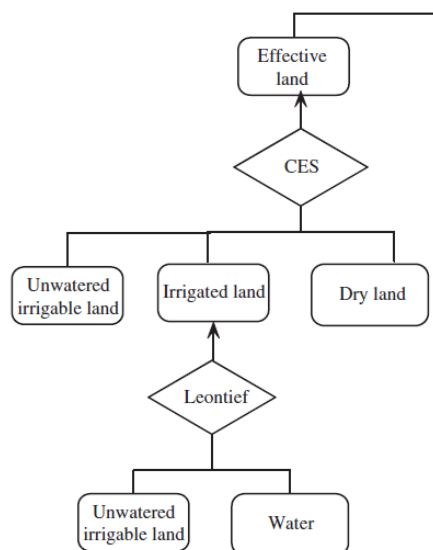 Effective
land
CES
Unwatered
irrigable land
Irrigated land
Dry land
Leontief
Unwatered
irrigable land
Water